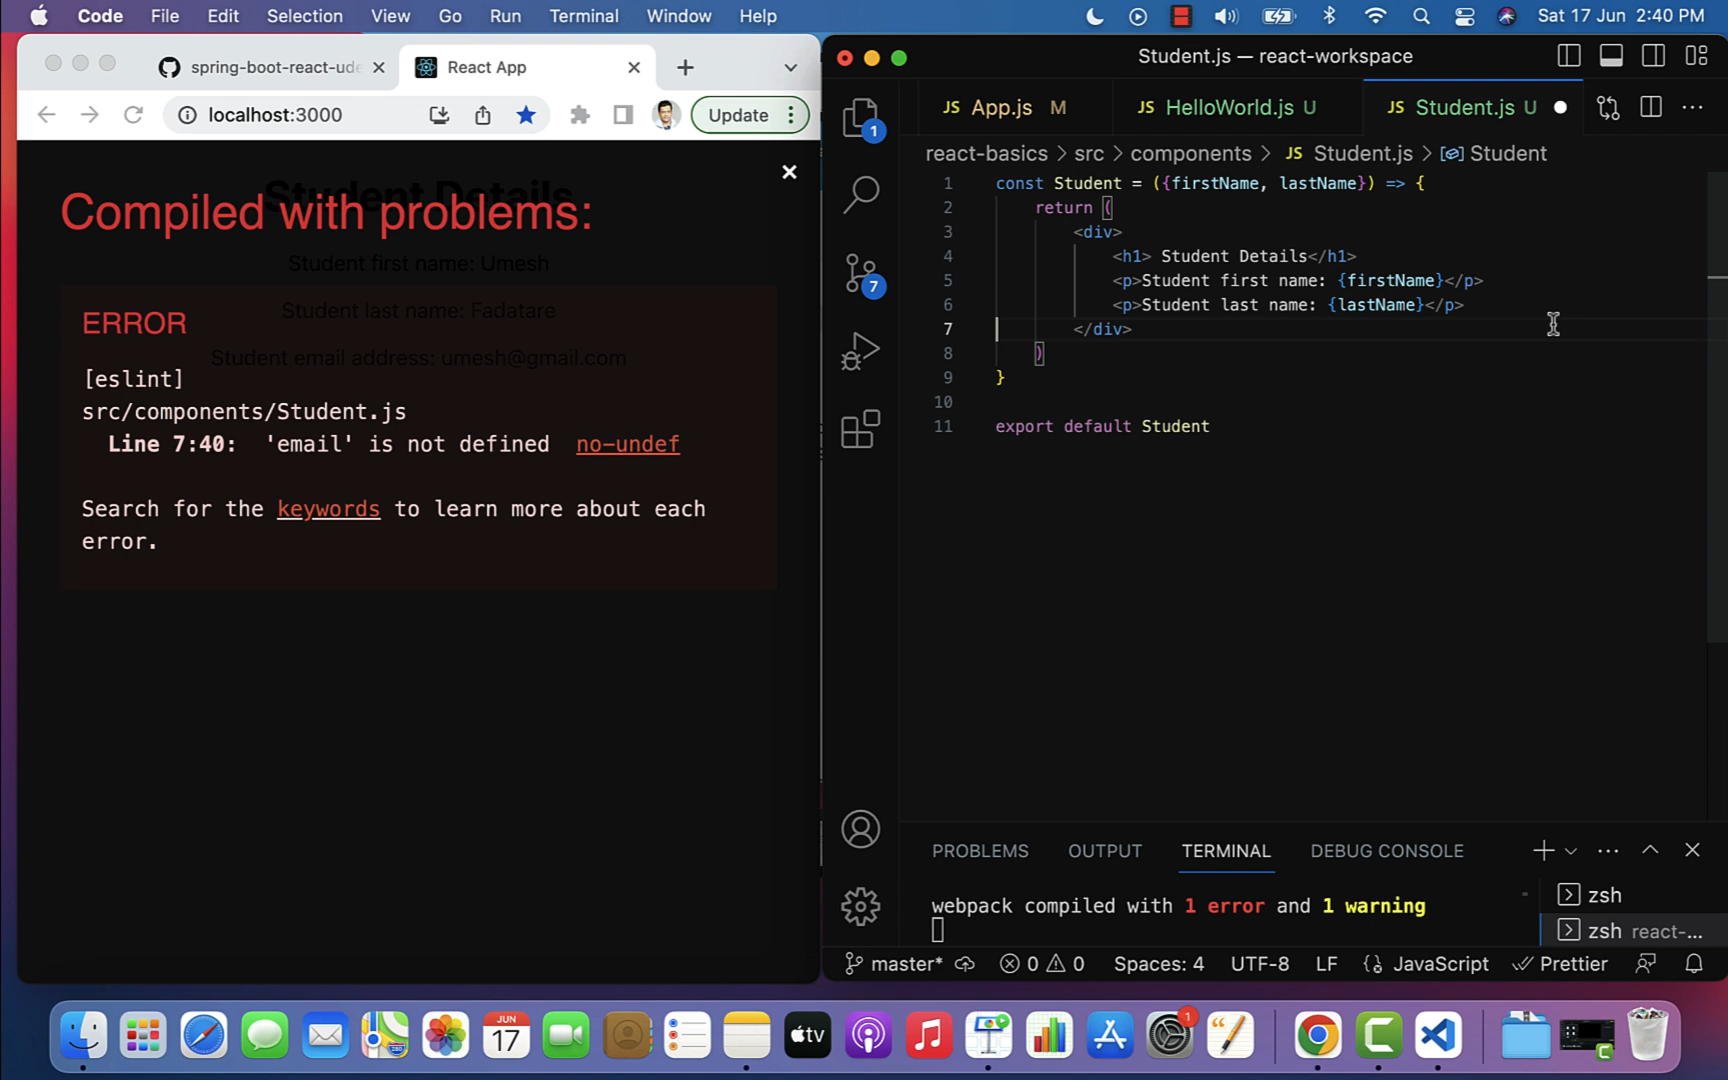 Code File Edit Selection View Go Run Terminal Window Help Sat 17 Jun 2:40 PM
spring-boot-react-ude
React App
localhost:3000
Update
Student Details
Compiled with problems:
Student first name: Umesh
Student last name: Fadatare
ERROR
Student email address: umesh@gmail.com
[eslint]
src/components/Student.js
Line 7:40: 'email' is not defined no-undef
Search for the keywords to learn more about each
error.
Student.js — react-workspace
JS App.js M
JS HelloWorld.js U
JS Student.js U
react-basics > src > components > JS Student.js > Student
1 const Student = ({firstName, lastName}) => {
2 return (
3 <div>
4 <h1> Student Details</h1>
5 <p>Student first name: {firstName}</p>
6 <p>Student last name: {lastName}</p>
7 </div>
8 )
9 }
10
11 export default Student
1
7
PROBLEMS OUTPUT TERMINAL DEBUG CONSOLE
webpack compiled with 1 error and 1 warning
zsh
zsh react-...
master* 0 0 Spaces: 4 UTF-8 LF JavaScript Prettier
JUN
17
tv
1